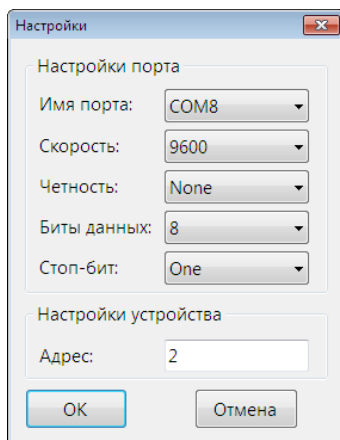 Настройки
Настройки порта
Имя порта: COM8
Скорость: 9600
Четность: None
Биты данных: 8
Стоп-бит: One
Настройки устройства
Адрес: 2
OK Отмена